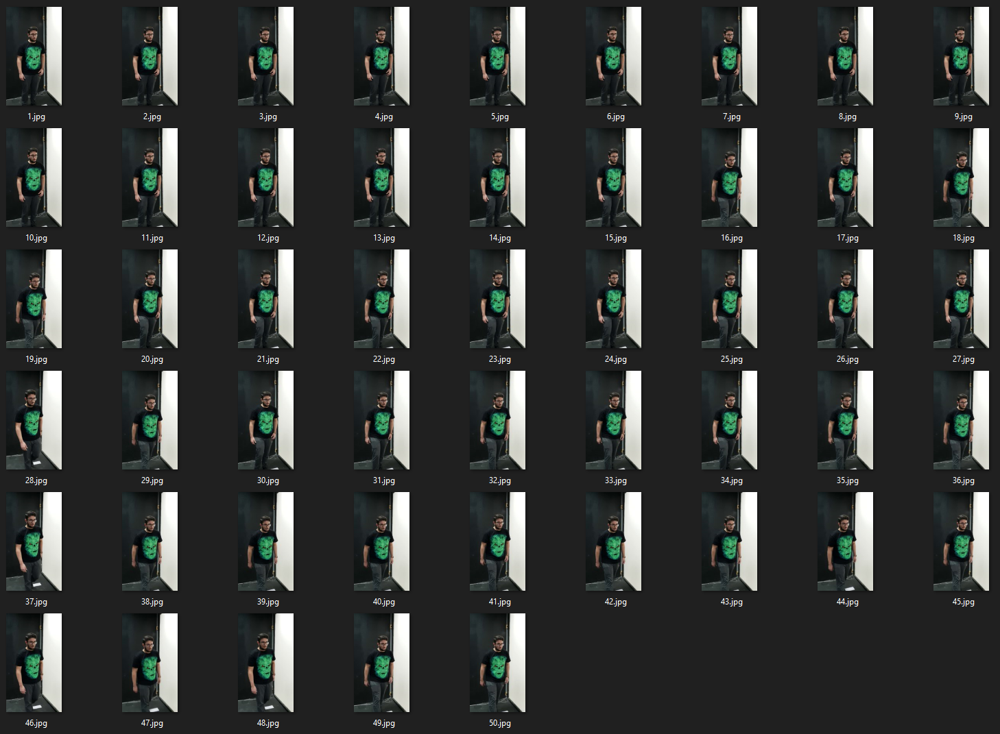 1.jpg 2.jpg 3.jpg 4.jpg 5.jpg 6.jpg 7.jpg 8.jpg 9.jpg
10.jpg 11.jpg 12.jpg 13.jpg 14.jpg 15.jpg 16.jpg 17.jpg 18.jpg
19.jpg 20.jpg 21.jpg 22.jpg 23.jpg 24.jpg 25.jpg 26.jpg 27.jpg
28.jpg 29.jpg 30.jpg 31.jpg 32.jpg 33.jpg 34.jpg 35.jpg 36.jpg
37.jpg 38.jpg 39.jpg 40.jpg 41.jpg 42.jpg 43.jpg 44.jpg 45.jpg
46.jpg 47.jpg 48.jpg 49.jpg 50.jpg